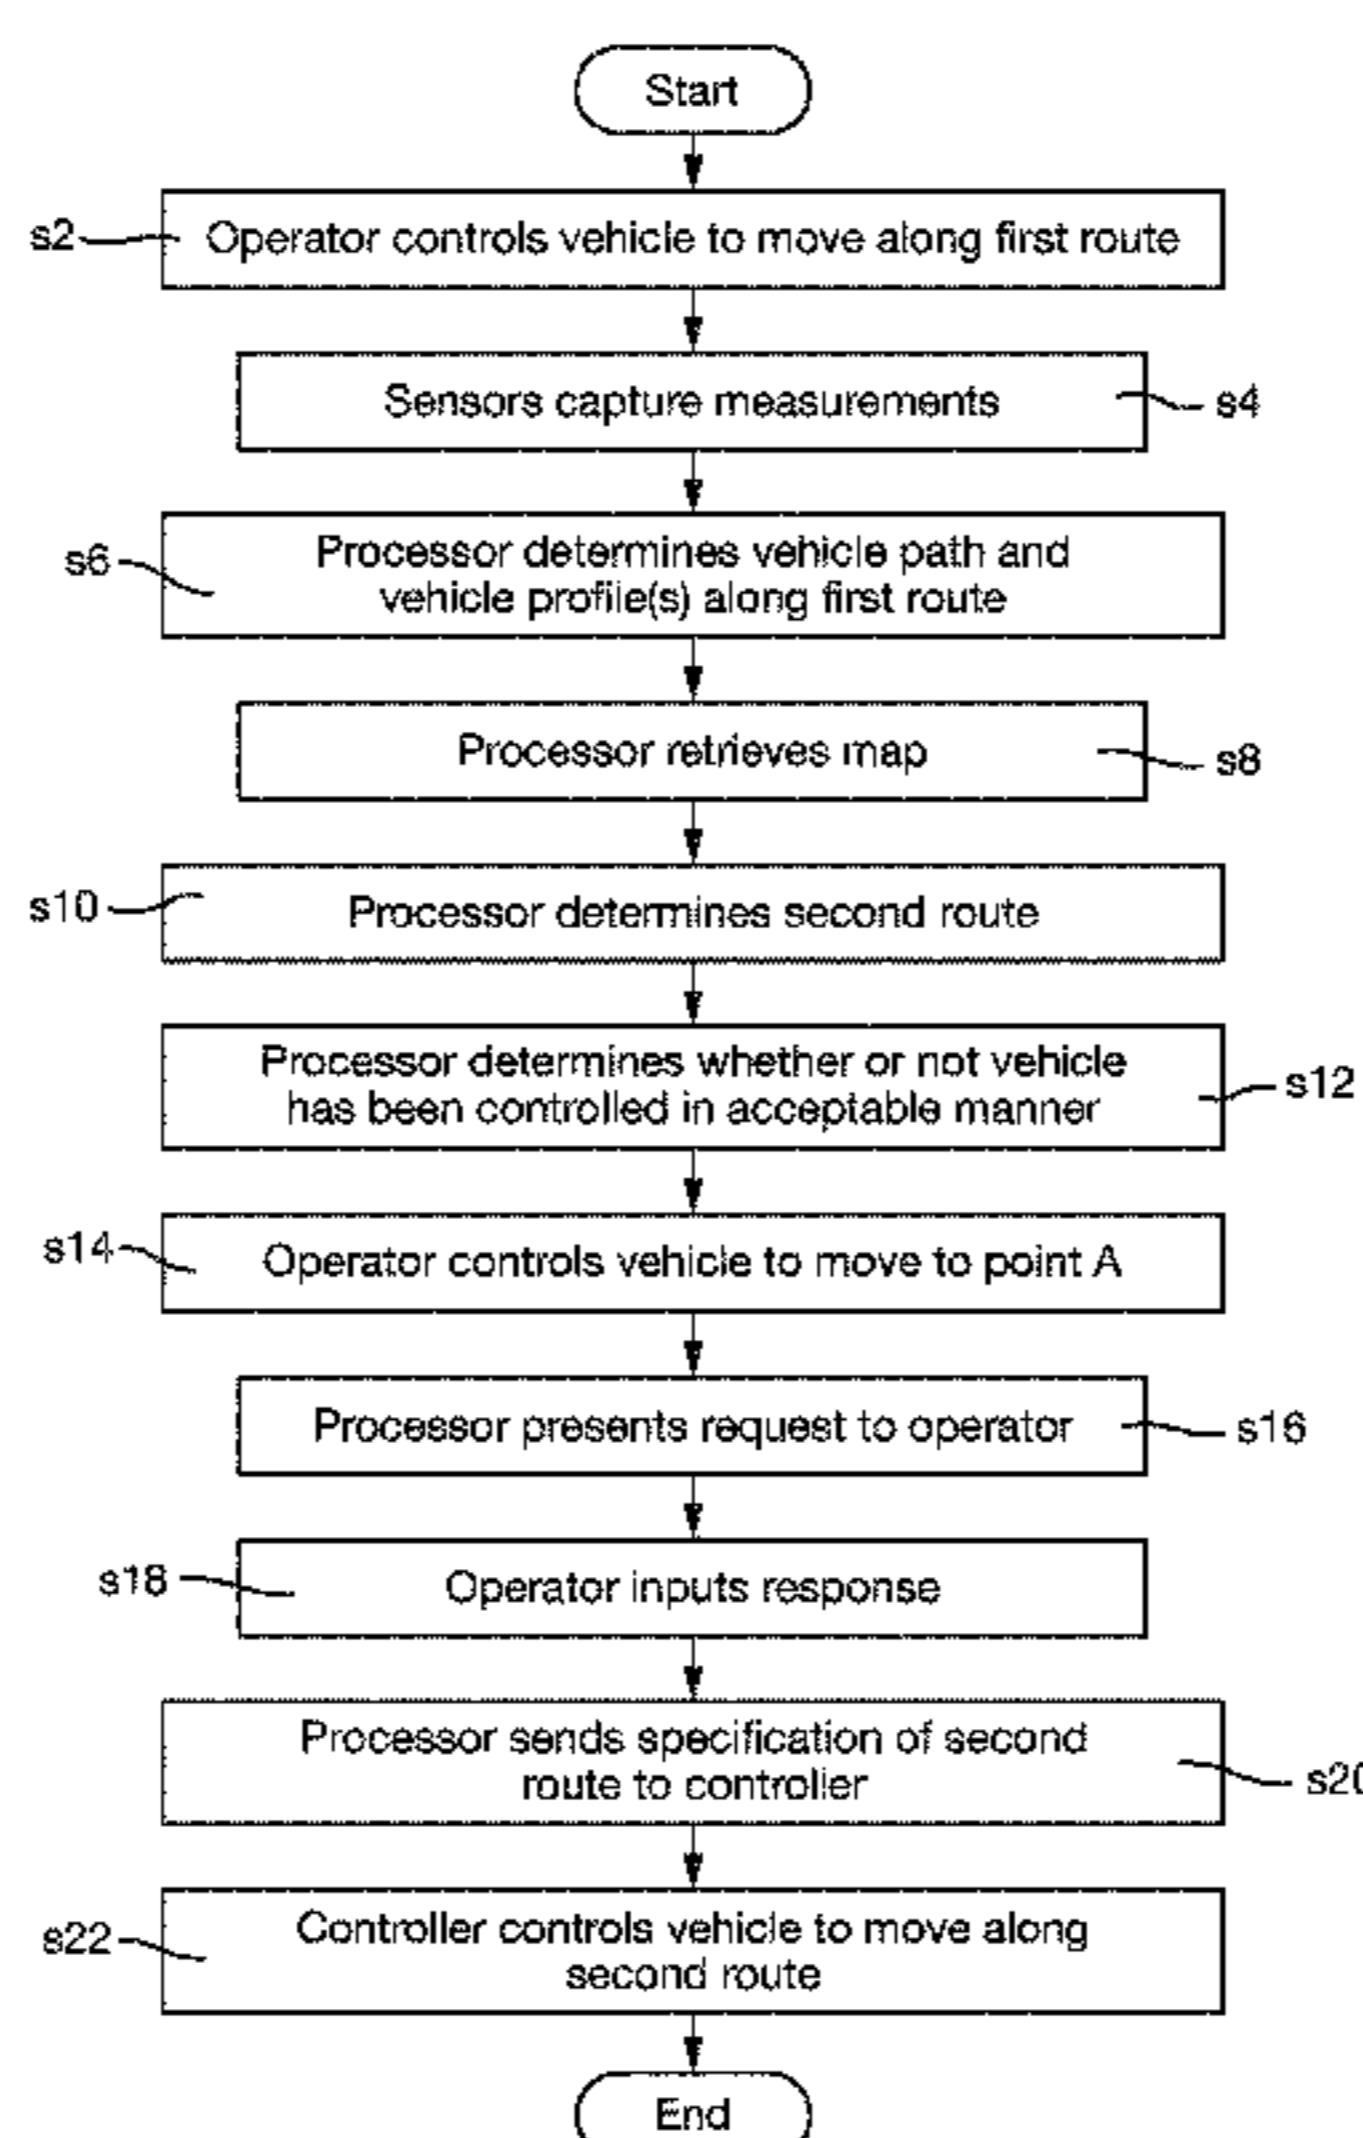 Start
s2
Operator controls vehicle to move along first route
Sensors capture measurements
s4
s6
Processor determines vehicle path and
vehicle profile(s) along first route
Processor retrieves map
s8
s10
Processor determines second route
Processor determines whether or not vehicle
has been controlled in acceptable manner
s12
s14
Operator controls vehicle to move to point A
Processor presents request to operator
s16
s18
Operator inputs response
Processor sends specification of second
route to controller
s20
s22
Controller controls vehicle to move along
second route
End